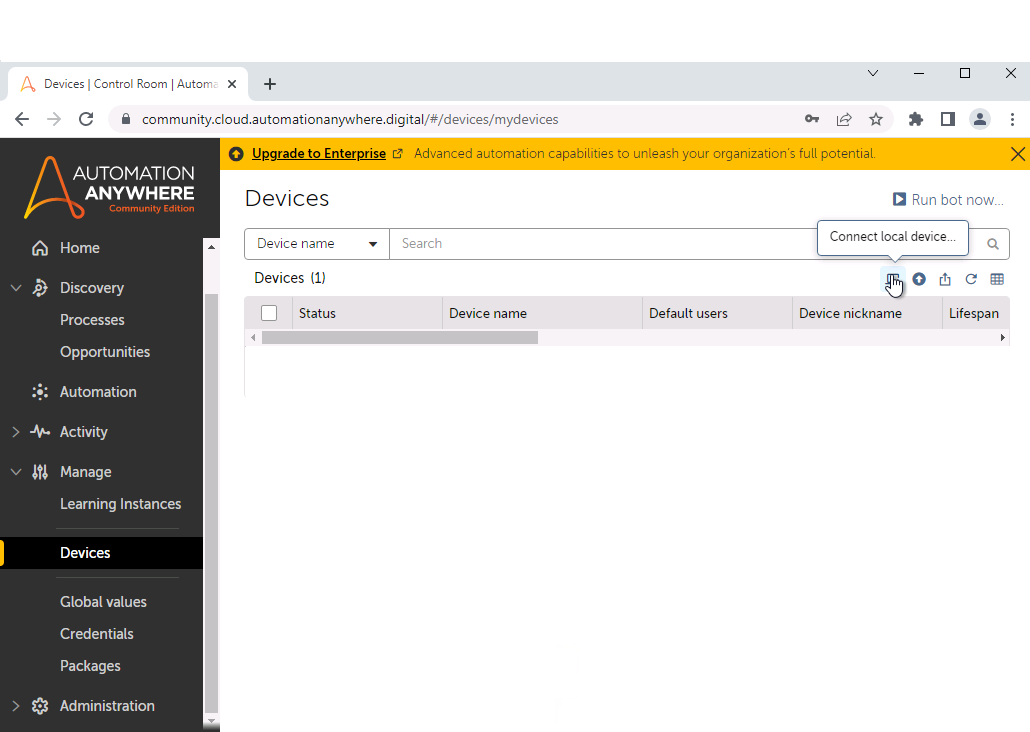 Devices | Control Room | Automa
community.cloud.automationanywhere.digital/#/devices/mydevices
Upgrade to Enterprise Advanced automation capabilities to unleash your organization's full potential.
AUTOMATION
ANYWHERE
Community Edition
Home
Discovery
Processes
Opportunities
Automation
Activity
Manage
Learning Instances
Devices
Global values
Credentials
Packages
Administration
Devices
Run bot now...
Device name Search
Connect local device...
Devices (1)
Status Device name Default users Device nickname Lifespan